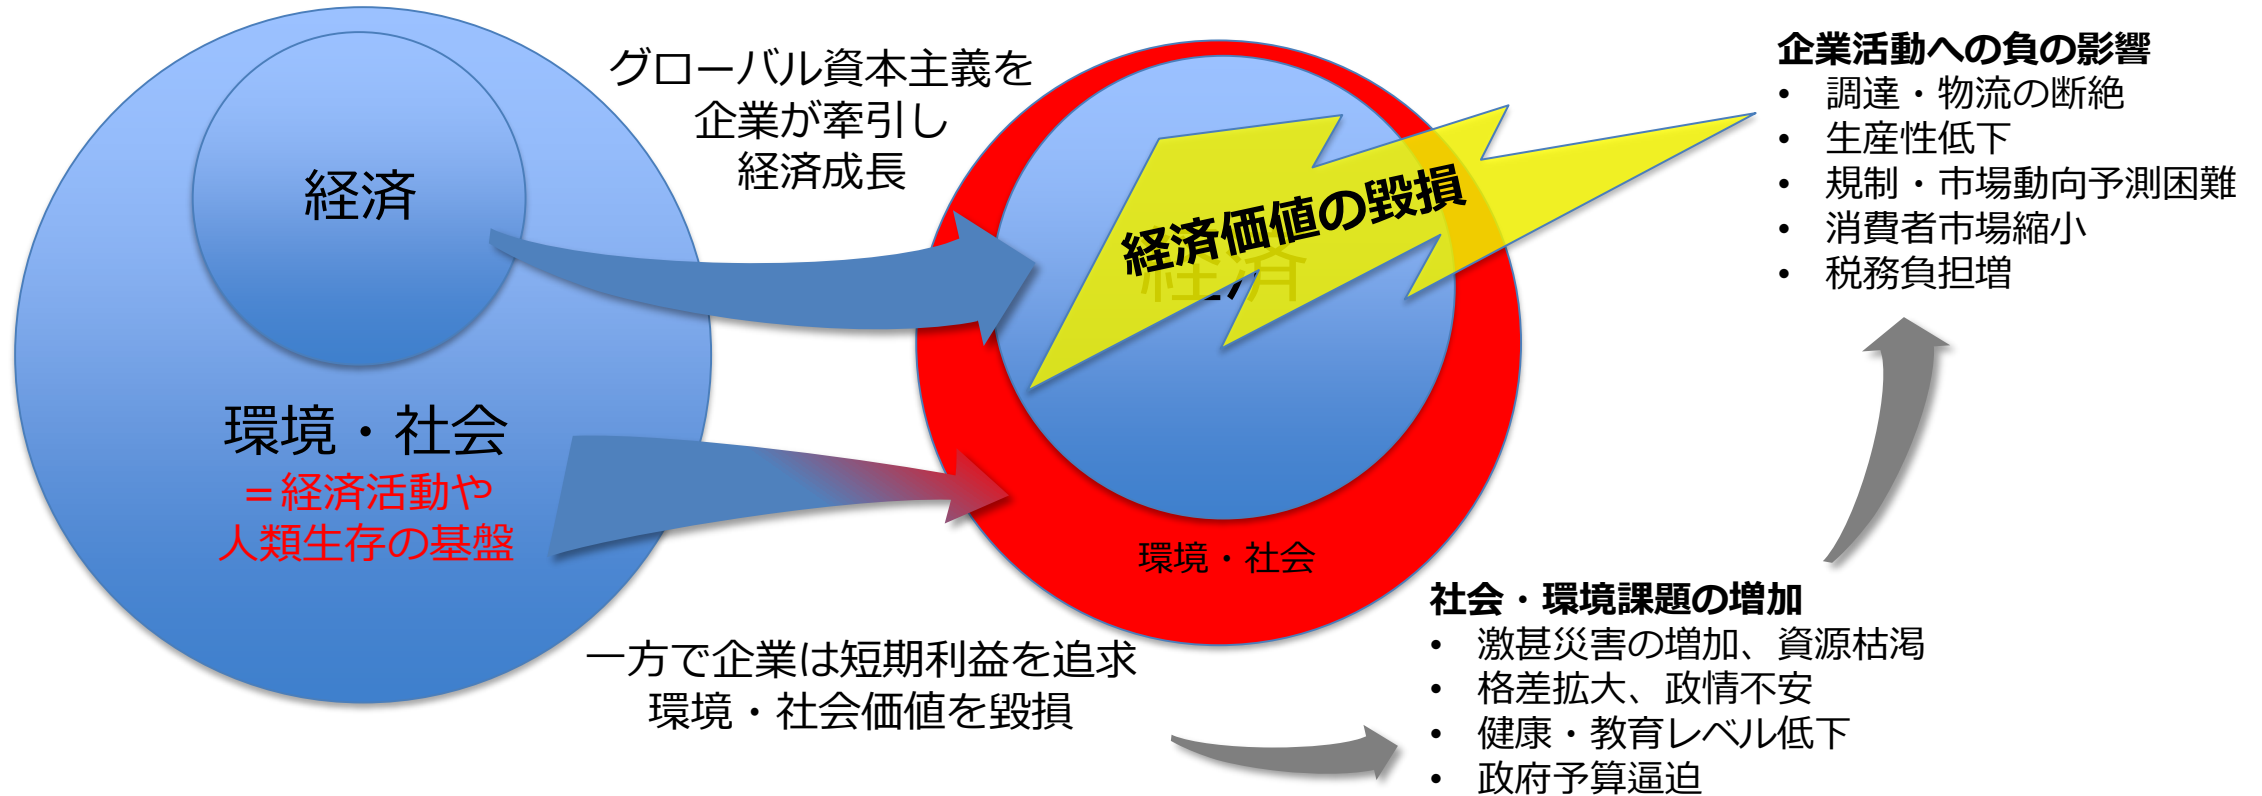 経済
環境・社会
＝経済活動や
人類生存の基盤
グローバル資本主義を
企業が牽引し
経済成長
一方で企業は短期利益を追求
環境・社会価値を毀損
経済価値の毀損
経済
環境・社会
社会・環境課題の増加
• 激甚災害の増加、資源枯渇
• 格差拡大、政情不安
• 健康・教育レベル低下
• 政府予算逼迫
企業活動への負の影響
• 調達・物流の断絶
• 生産性低下
• 規制・市場動向予測困難
• 消費者市場縮小
• 税務負担増